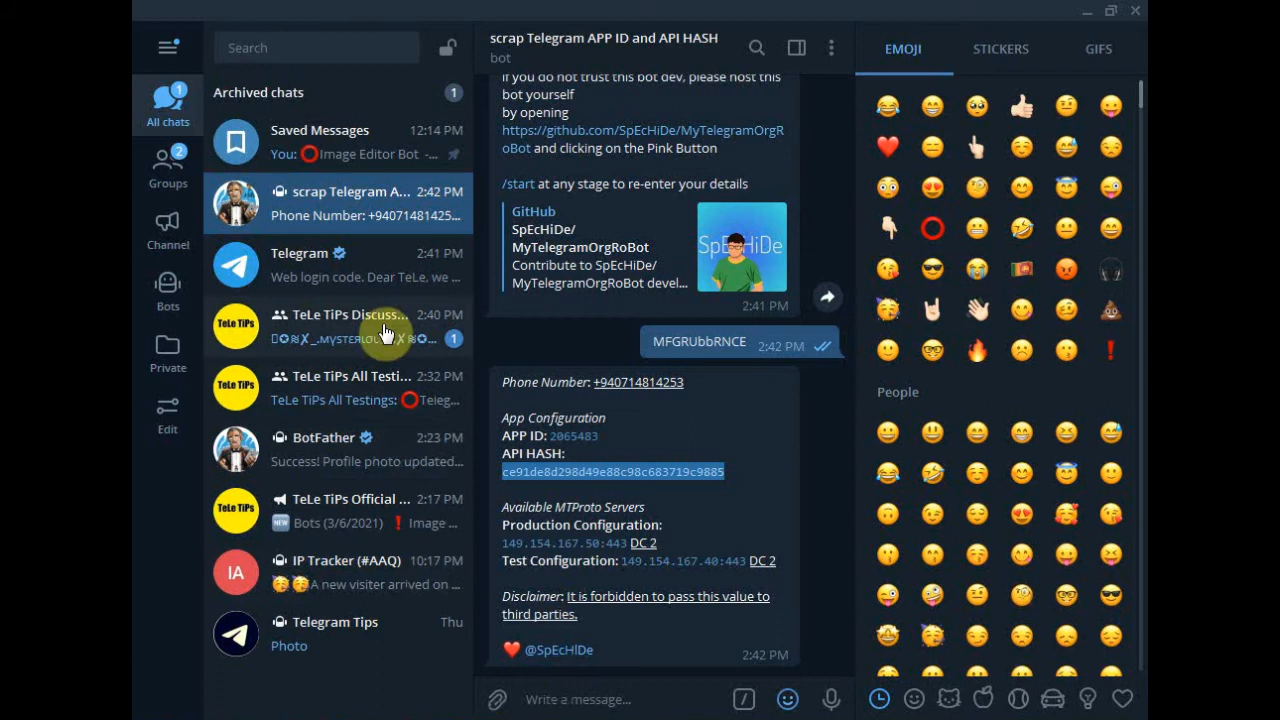 Search
All chats
1
Groups
2
Channel
Bots
Private
Edit
Archived chats
1
Saved Messages
12:14 PM
You: ⭕Image Editor Bot -...
scrap Telegram A...
2:42 PM
Phone Number: +94071481425...
Telegram
2:41 PM
Web login code. Dear TeLe, we ...
TeLe TiPs
TeLe TiPs Discuss...
2:40 PM
1
TeLe TiPs
TeLe TiPs All Testi...
2:32 PM
TeLe TiPs All Testings: ⭕Teleg...
BotFather
2:23 PM
Success! Profile photo updated...
TeLe TiPs
TeLe TiPs Official ...
2:17 PM
🆕 Bots (3/6/2021) ❗ Image ...
IA
IP Tracker (#AAQ)
10:17 PM
🥳🥳A new visiter arrived on ...
Telegram Tips
Thu
Photo
scrap Telegram APP ID and API HASH
bot
if you do not trust this bot dev, please host this
bot yourself
by opening
https://github.com/SpEcHiDe/MyTelegramOrgR
oBot and clicking on the Pink Button
/start at any stage to re-enter your details
GitHub
SpEcHiDe/
MyTelegramOrgRoBot
Contribute to SpEcHiDe/
MyTelegramOrgRoBot devel...
SpEcHiDe
2:41 PM
MFGRUbbRNCE
2:42 PM
Phone Number: +940714814253
App Configuration
APP ID: 2065483
API HASH:
ce91de8d298d49e88c98c683719c9885
Available MTProto Servers
Production Configuration:
149.154.167.50:443 DC 2
Test Configuration: 149.154.167.40:443 DC 2
Disclaimer: It is forbidden to pass this value to
third parties.
❤️ @SpEcHlDe
2:42 PM
Write a message...
EMOJI
STICKERS
GIFS
People